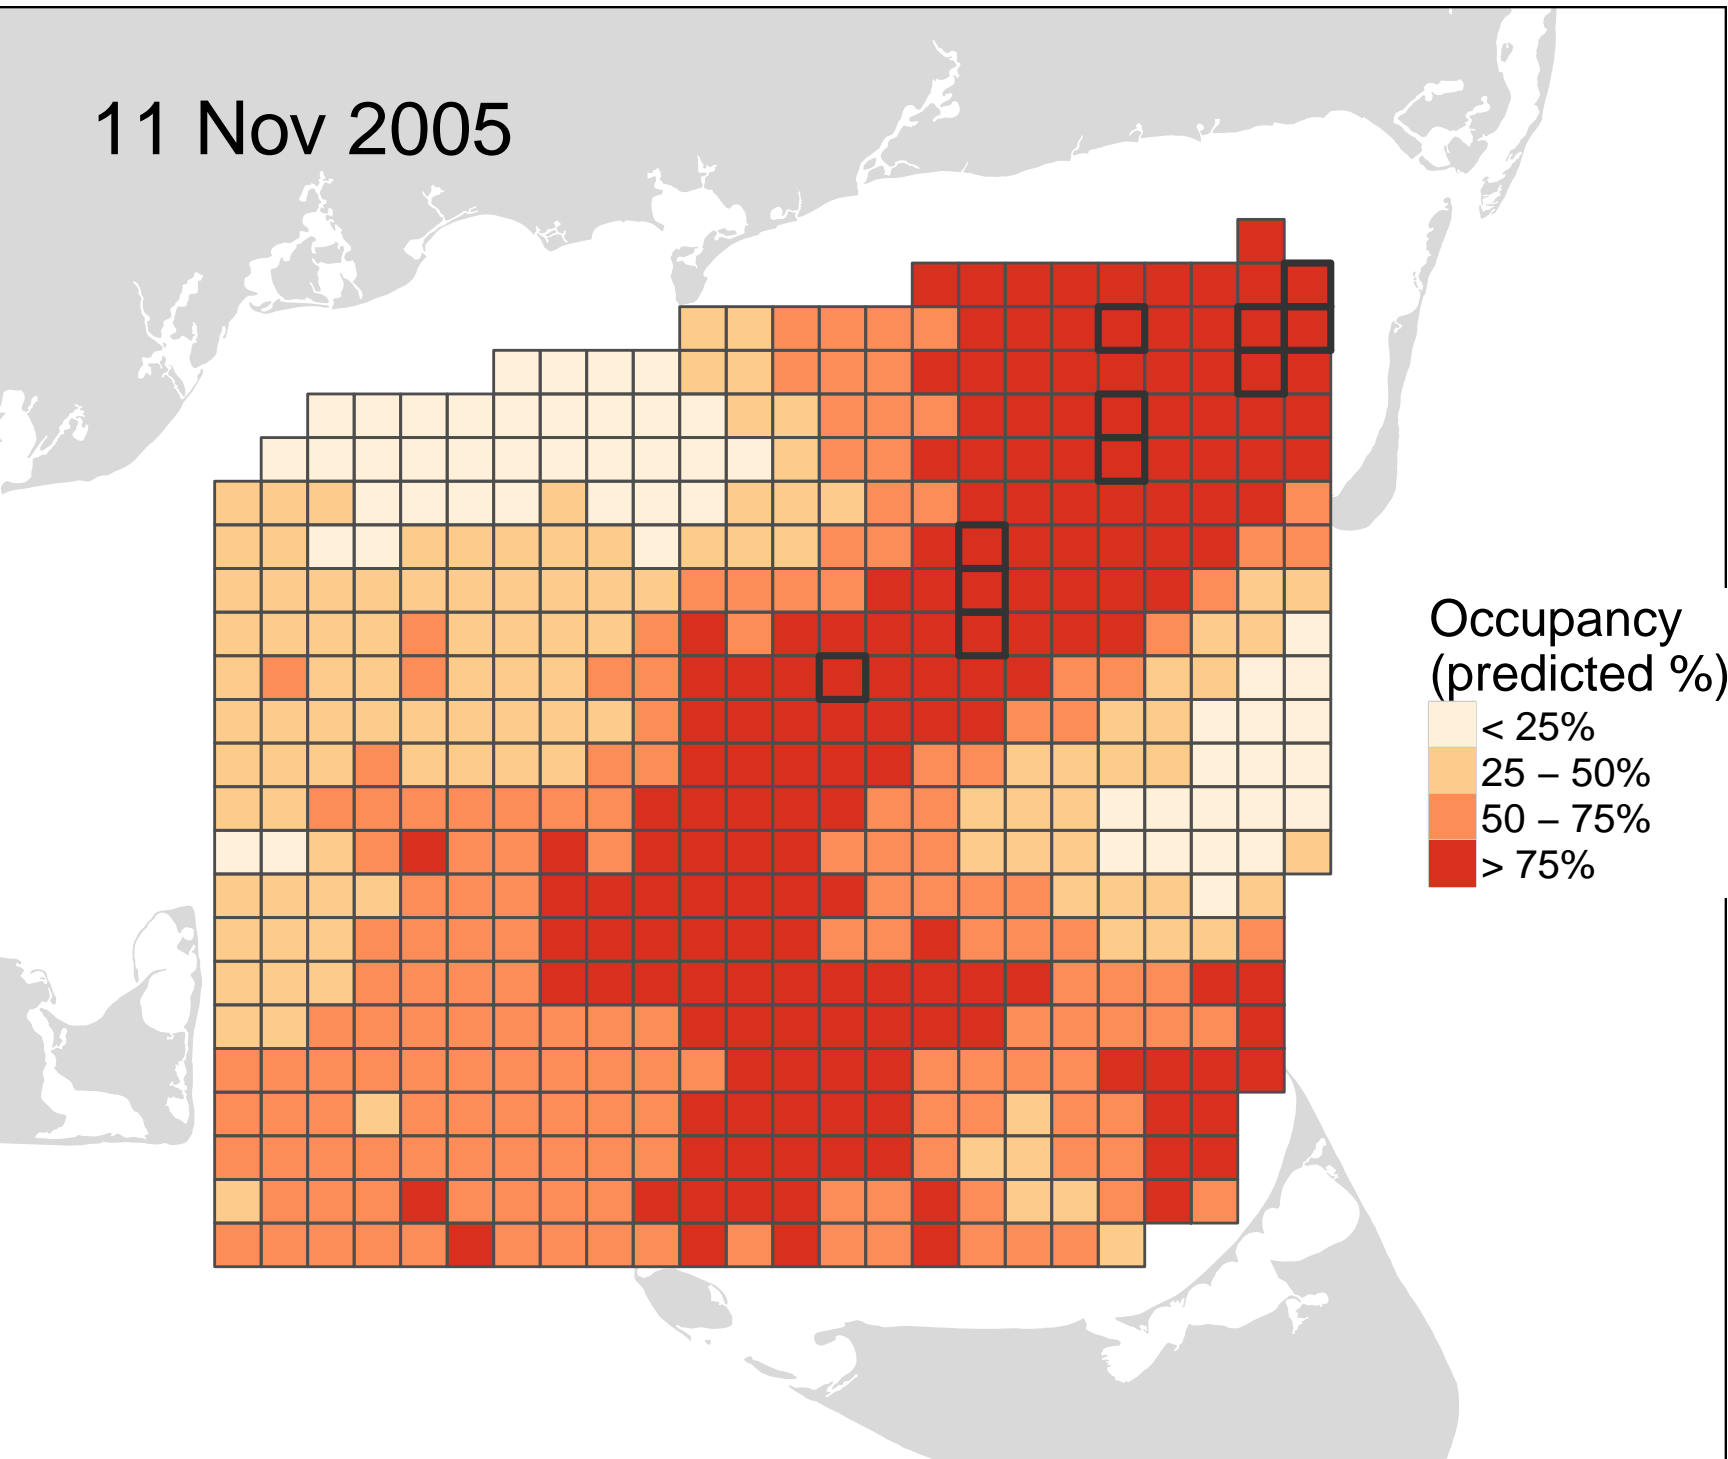 11 Nov 2005
Occupancy
(predicted %)
< 25%
25 – 50%
50 – 75%
> 75%